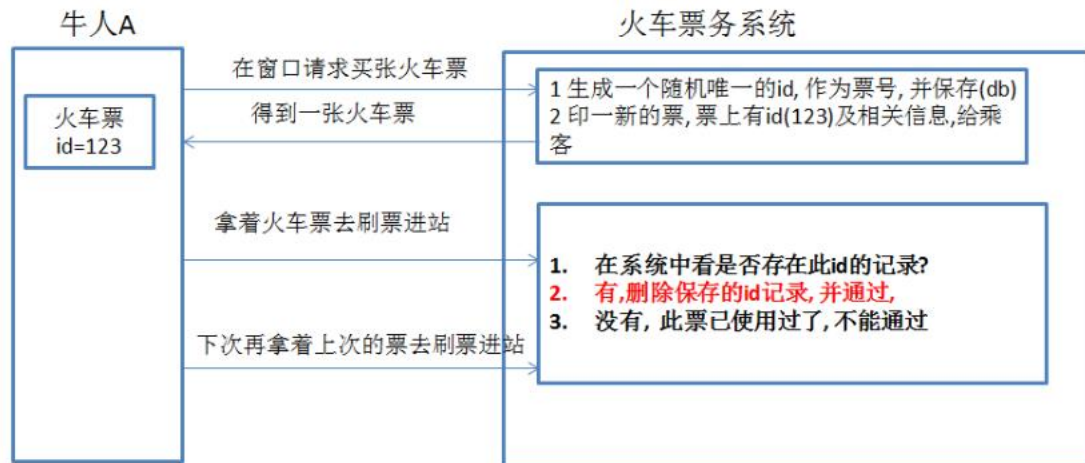 牛人A
火车票务系统
在窗口请求买张火车票
1 生成一个随机唯一的id, 作为票号, 并保存(db)
2 印一新的票, 票上有id(123)及相关信息,给乘
客
得到一张火车票
火车票
id=123
拿着火车票去刷票进站
1. 在系统中看是否存在此id的记录?
2. 有,删除保存的id记录, 并通过,
3. 没有, 此票已使用过了, 不能通过
下次再拿着上次的票去刷票进站